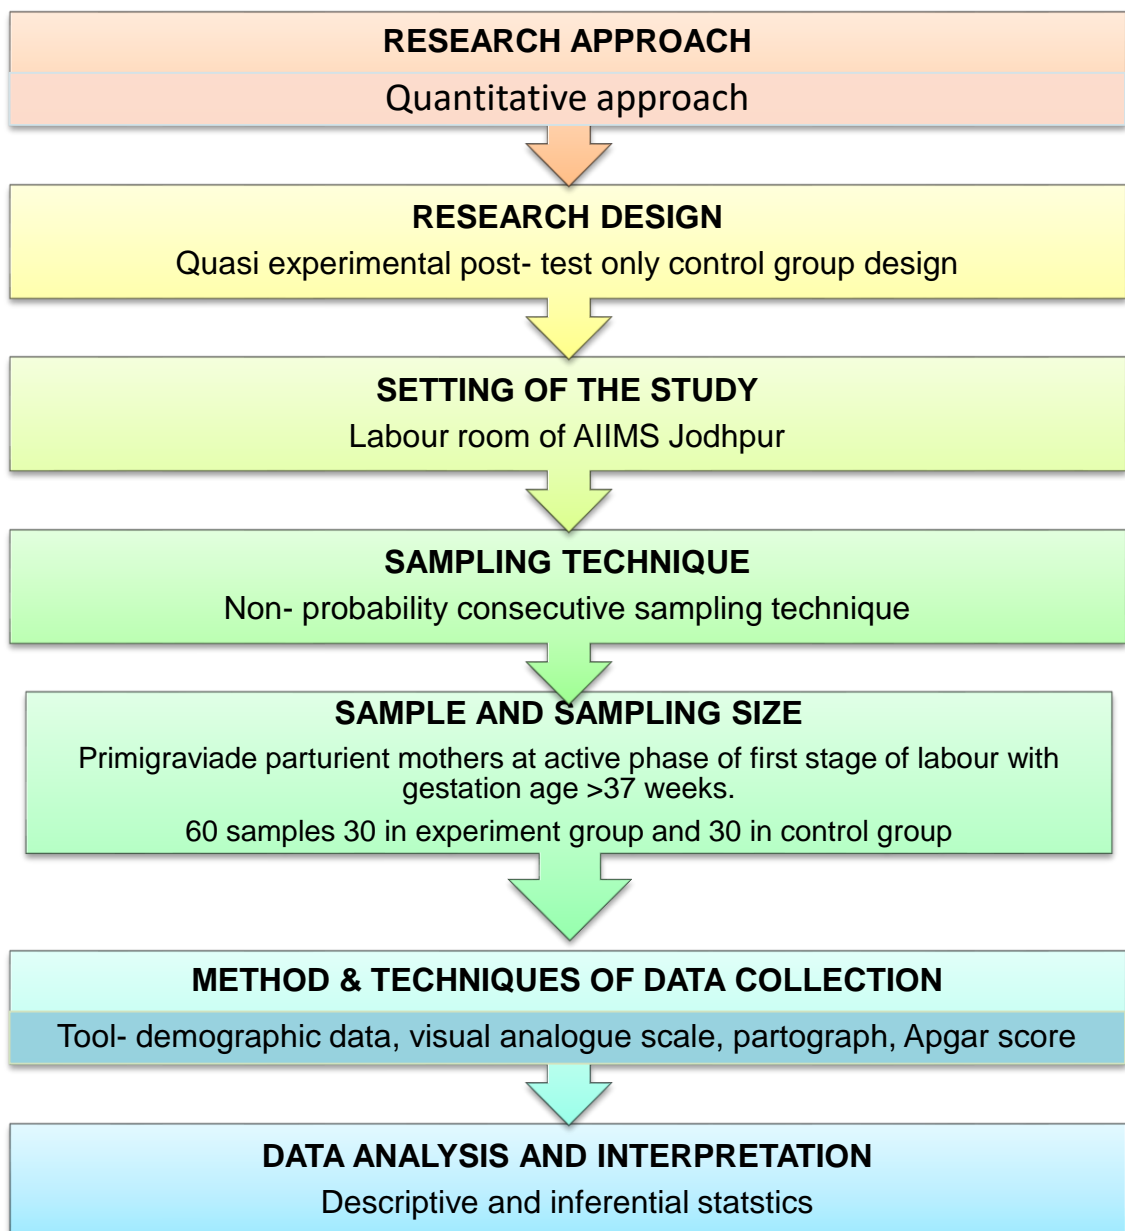 RESEARCH APPROACH
Quantitative approach
RESEARCH DESIGN
Quasi experimental post- test only control group design
SETTING OF THE STUDY
Labour room of AIIMS Jodhpur
SAMPLING TECHNIQUE
Non- probability consecutive sampling technique
SAMPLE AND SAMPLING SIZE
Primigraviade parturient mothers at active phase of first stage of labour with
gestation age >37 weeks.
60 samples 30 in experiment group and 30 in control group
METHOD & TECHNIQUES OF DATA COLLECTION
Tool- demographic data, visual analogue scale, partograph, Apgar score
DATA ANALYSIS AND INTERPRETATION
Descriptive and inferential statstics